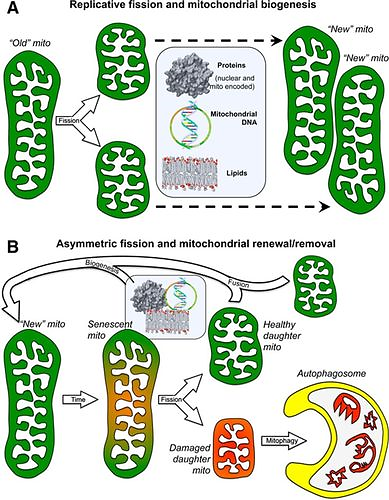 A
Replicative fission and mitochondrial biogenesis
“Old” mito
Fission
Proteins
(nuclear and
mito encoded)
Mitochondrial
DNA
Lipids
“New” mito
“New” mito
B
Asymmetric fission and mitochondrial renewal/removal
Biogenesis
Fusion
“New” mito
Senescent
mito
Healthy
daughter
mito
Autophagosome
Time
Fission
Damaged
daughter
mito
Mitophagy